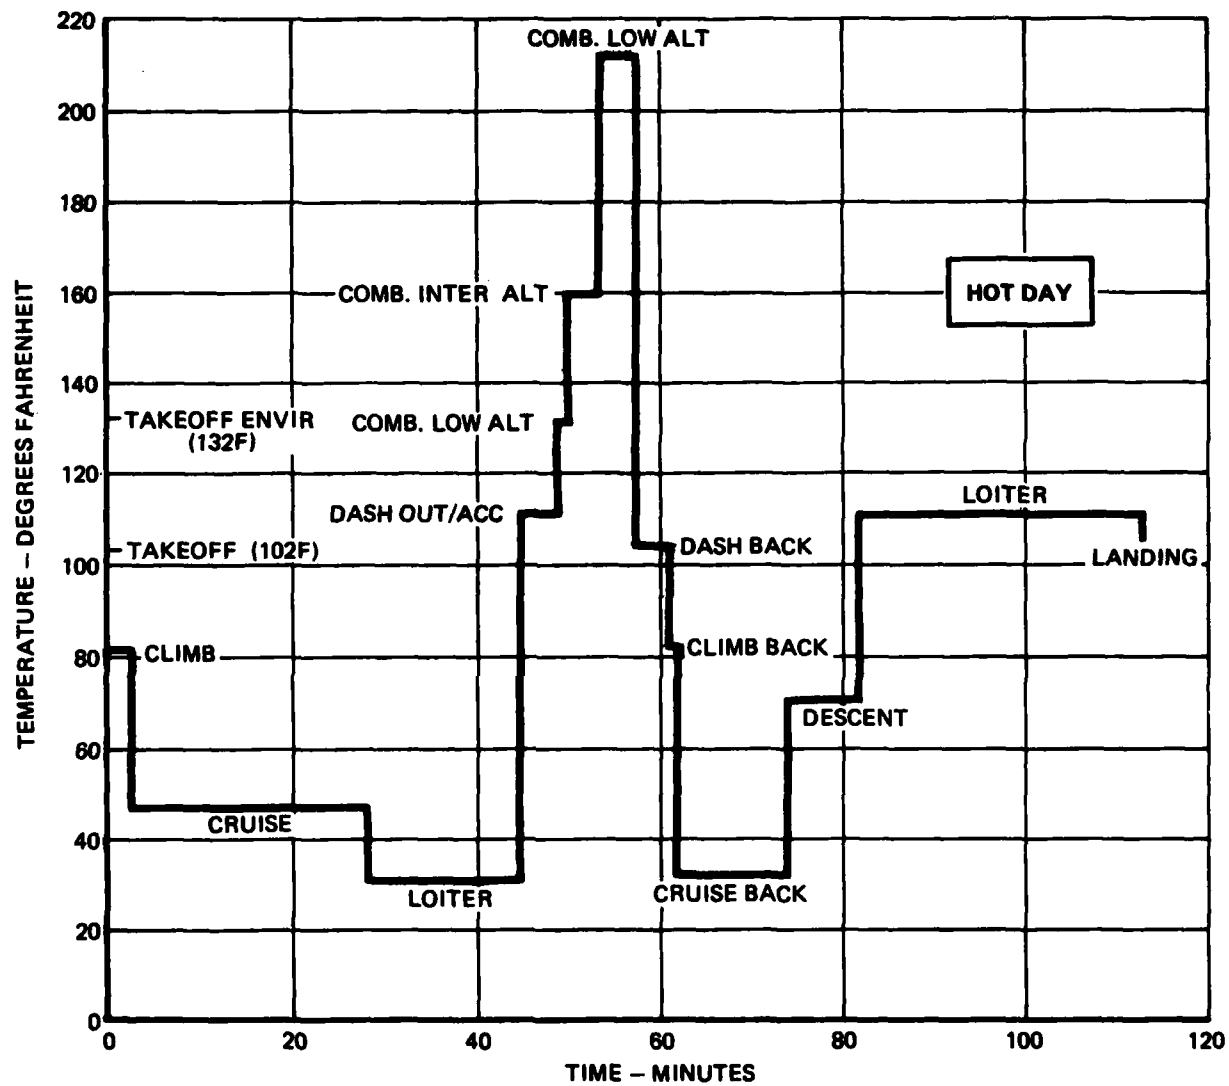 220
COMB. LOW ALT
200
180
COMB. INTER ALT
160
HOT DAY
140
TAKEOFF ENVIR
(132F)
COMB. LOW ALT
120
DASH OUT/ACC
LOITER
TAKEOFF (102F)
DASH BACK
LANDING
100
CLIMB
CLIMB BACK
80
DESCENT
60
CRUISE
40
LOITER
CRUISE BACK
20
0
0 20 40 60 80 100 120
TIME – MINUTES
TEMPERATURE – DEGREES FAHRENHEIT